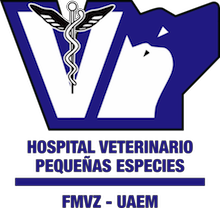 HOSPITAL VETERINARIO
PEQUEÑAS ESPECIES
FMVZ - UAEM